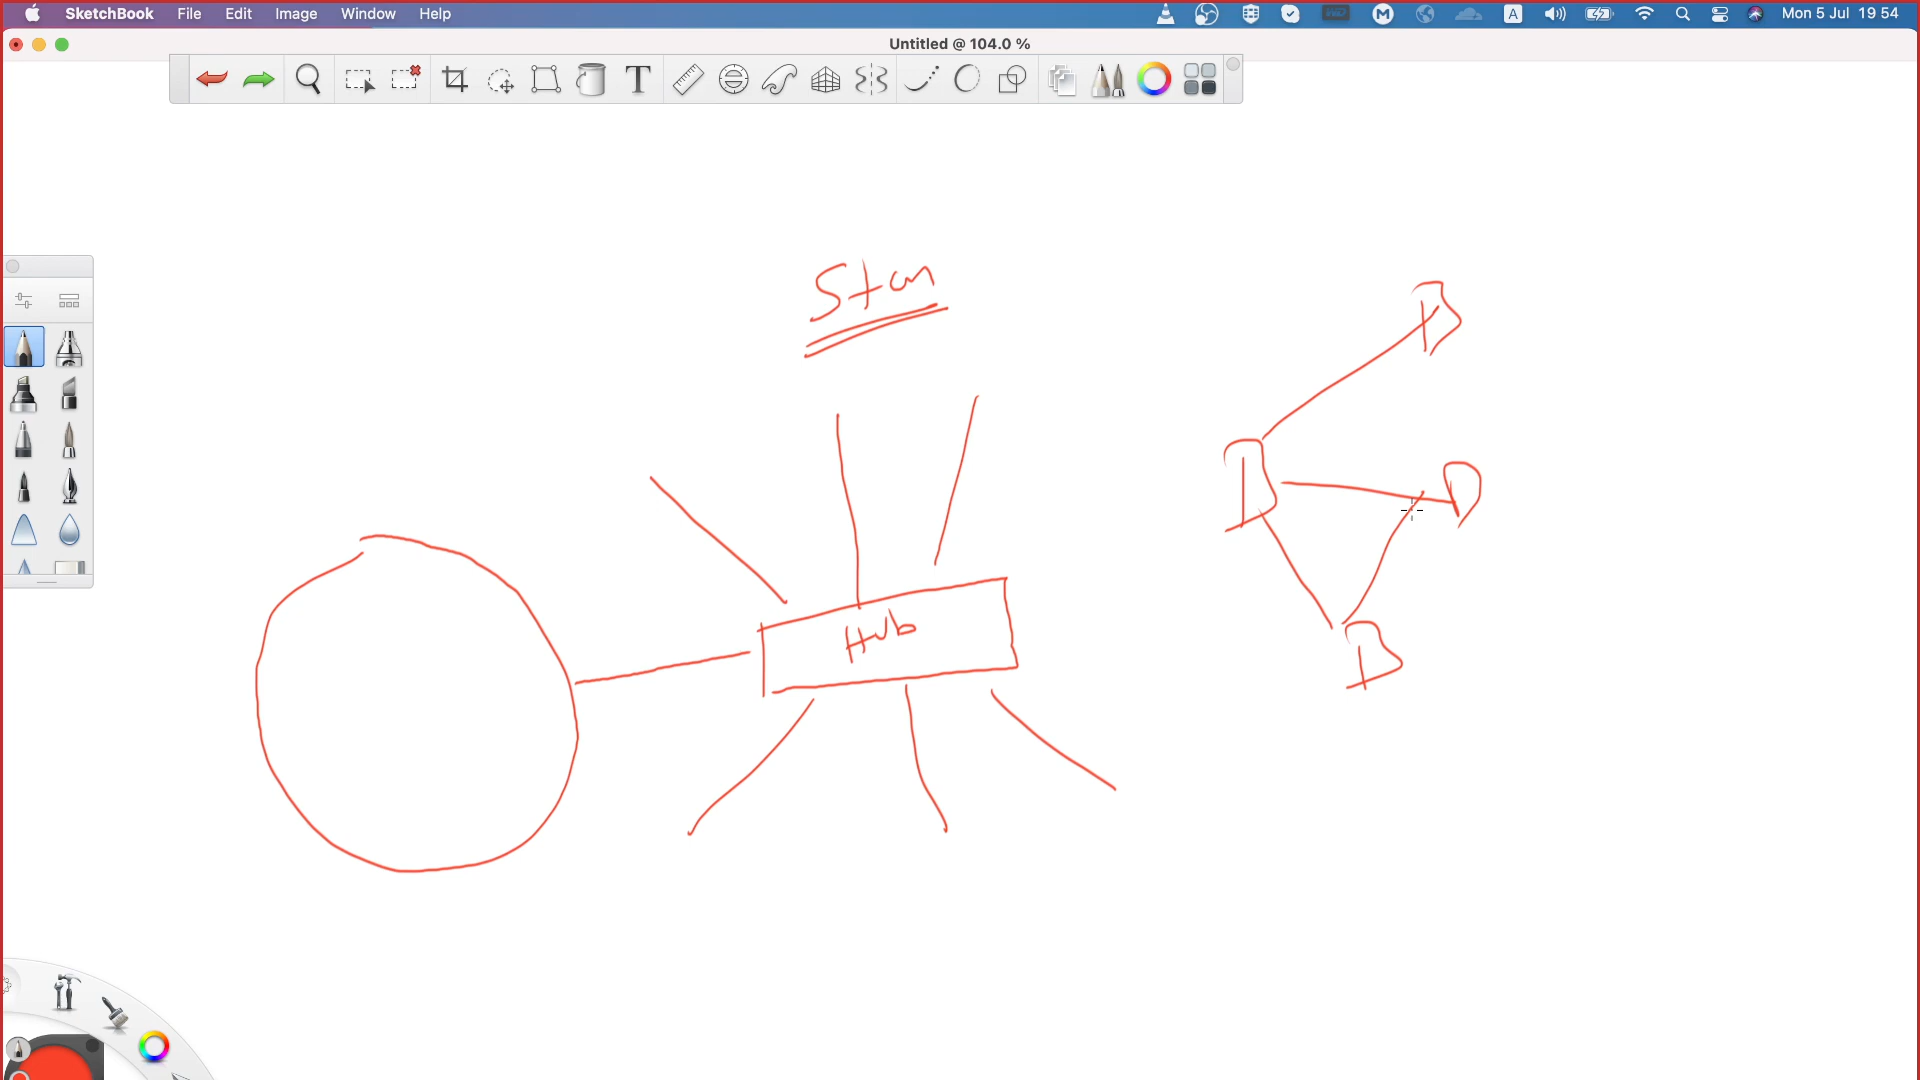 SketchBook File Edit Image Window Help A Mon 5 Jul 19 54
Untitled @ 104.0 %
T
Star
D
D
D
Hub
D